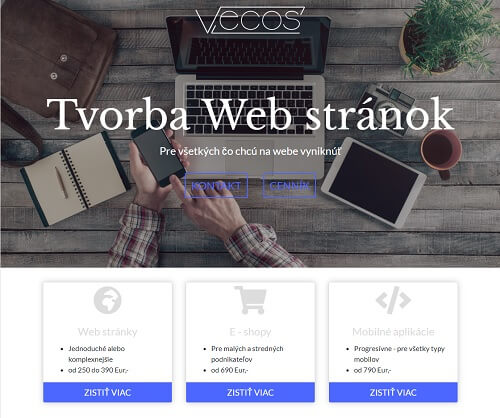 Vecos
Tvorba Web stránok
Pre všetkých čo chcú na webe vyniknúť
KONTAKT
CENNÍK
Web stránky
Jednoduché alebo
komplexnejšie
od 250 do 390 Eur,-
ZISTIŤ VIAC
E - shopy
Pre malých a stredných
podnikateľov
od 690 Eur,-
ZISTIŤ VIAC
Mobilné aplikácie
Progresívne - pre všetky typy
mobilov
od 790 Eur,-
ZISTIŤ VIAC